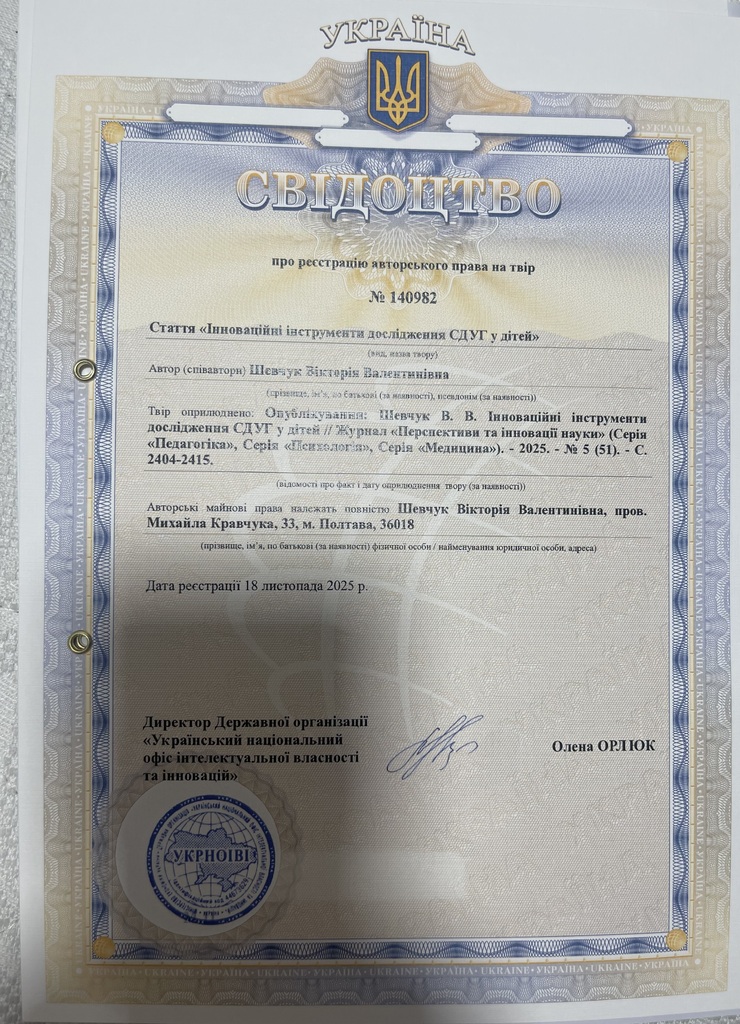 УКРАЇНА
СВІДОЦТВО
про реєстрацію авторського права на твір
№ 140982
Стаття «Інноваційні інструменти дослідження СДУГ у дітей»
(вид, назва твору)
Автор (співавтори) Шевчук Вікторія Валентинівна
(прізвище, ім’я, по батькові (за наявності), псевдонім (за наявності))
Твір оприлюднено: Опублікування: Шевчук В. В. Інноваційні інструменти
дослідження СДУГ у дітей // Журнал «Перспективи та інновації науки» (Серія
«Педагогіка», Серія «Психологія», Серія «Медицина»). - 2025. - № 5 (51). - С.
2404-2415.
(відомості про факт і дату оприлюднення твору (за наявності))
Авторські майнові права належать повністю Шевчук Вікторія Валентинівна, пров.
Михайла Кравчука, 33, м. Полтава, 36018
(прізвище, ім’я, по батькові (за наявності) фізичної особи / найменування юридичної особи, адреса)
Дата реєстрації 18 листопада 2025 р.
Директор Державної організації
«Український національний
офіс інтелектуальної власності
та інновацій»
Олена ОРЛЮК
УКРНОІВІ